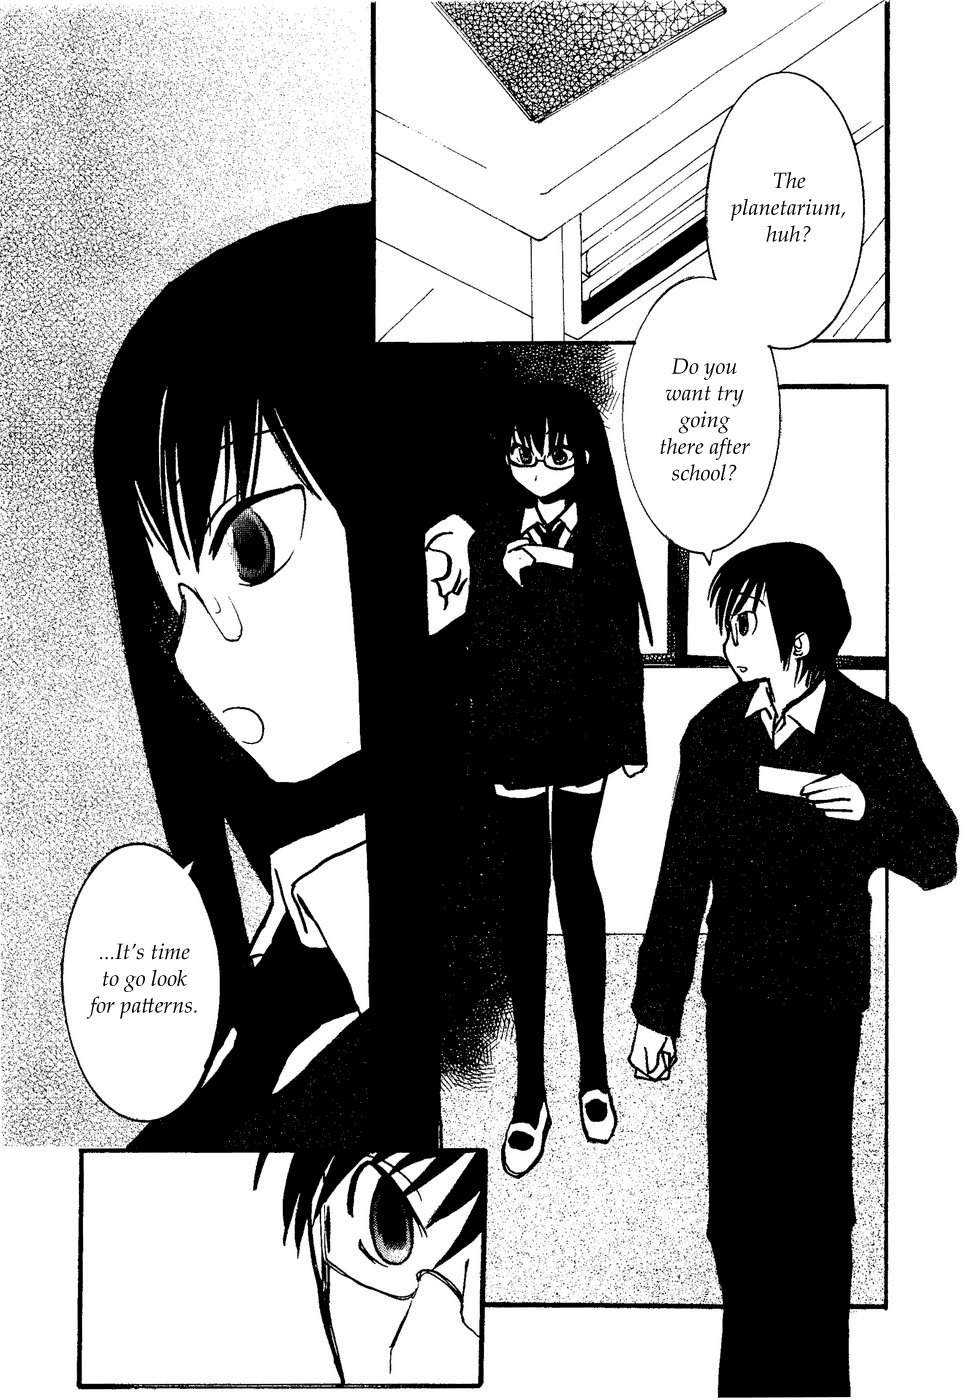 The
planetarium,
huh?
Do you
want try
going
there after
school?
...It's time
to go look
for patterns.